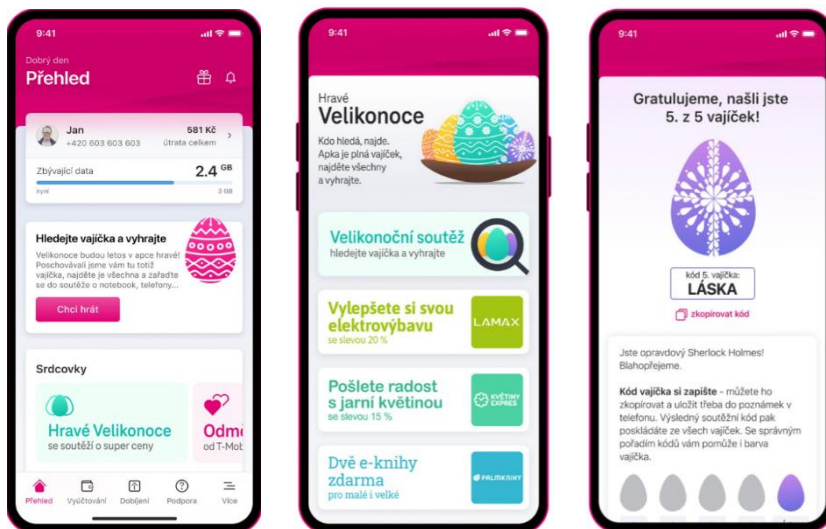 9:41
Dobrý den
Přehled
Jan
581 Kč
+420 603 603 603
útrata celkem
Zbývající data
2.4 GB
nyní
3 GB
Hledejte vajíčka a vyhrajte
Velikonoce budou letos v apce hravé!
Poschovávali jsme vám tu totiž
vajíčka, najděte je všechna a zařaďte
se do soutěže o notebook, telefony...
Chci hrát
Srdcovky
Hravé Velikonoce
se soutěží o super ceny
Odmě
od T-Mob
Přehled
Vyúčtování
Dobíjení
Podpora
Více
9:41
Hravé
Velikonoce
Kdo hledá, najde.
Apka je plná vajíček,
najděte všechny
a vyhrajte.
Velikonoční soutěž
hledejte vajíčka a vyhrajte
Vylepšete si svou
elektrovýbavu
se slevou 20 %
LAMAX
Pošlete radost
s jarní květinou
se slevou 15 %
KVĚTINY
EXPRES
Dvě e-knihy
zdarma
pro malé i velké
PALMKNIHY
9:41
Gratulujeme, našli jste
5. z 5 vajíček!
kód 5. vajíčka:
LÁSKA
zkopírovat kód
Jste opravdový Sherlock Holmes!
Blahopřejeme.
Kód vajíčka si zapište - můžete ho
zkopírovat a uložit třeba do poznámek v
telefonu. Výsledný soutěžní kód pak
poskládáte ze všech vajíček. Se správným
pořadím kódů vám pomůže i barva
vajíčka.